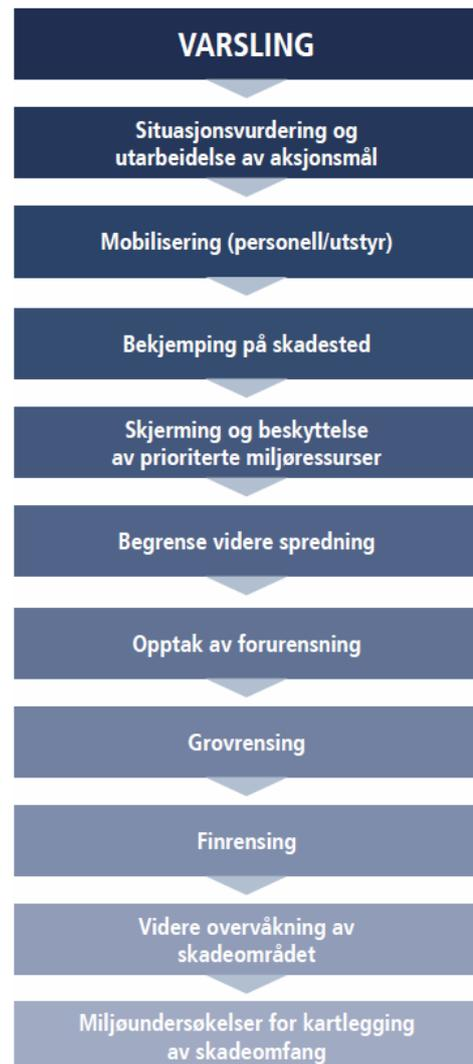 VARSLING
Situasjonsvurdering og
utarbeidelse av aksjonsmål
Mobilisering (personell/utstyr)
Bekjemping på skadested
Skjerming og beskyttelse
av prioriterte miljøressurser
Begrense videre spredning
Opptak av forurensning
Grovrensing
Finrensing
Videre overvåkning av
skadeområdet
Miljøundersøkelser for kartlegging
av skadeomfang